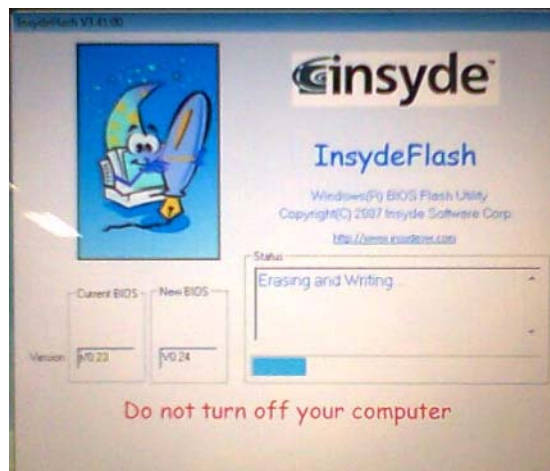 InsydeFlash V3.41.00
insyde
InsydeFlash
Windows(R) BIOS Flash Utility
Copyright(C) 2007 Insyde Software Corp.
http://www.insydesw.com
Status
Erasing and Writing
Current BIOS
New BIOS
Version
V0.23
V0.24
Do not turn off your computer